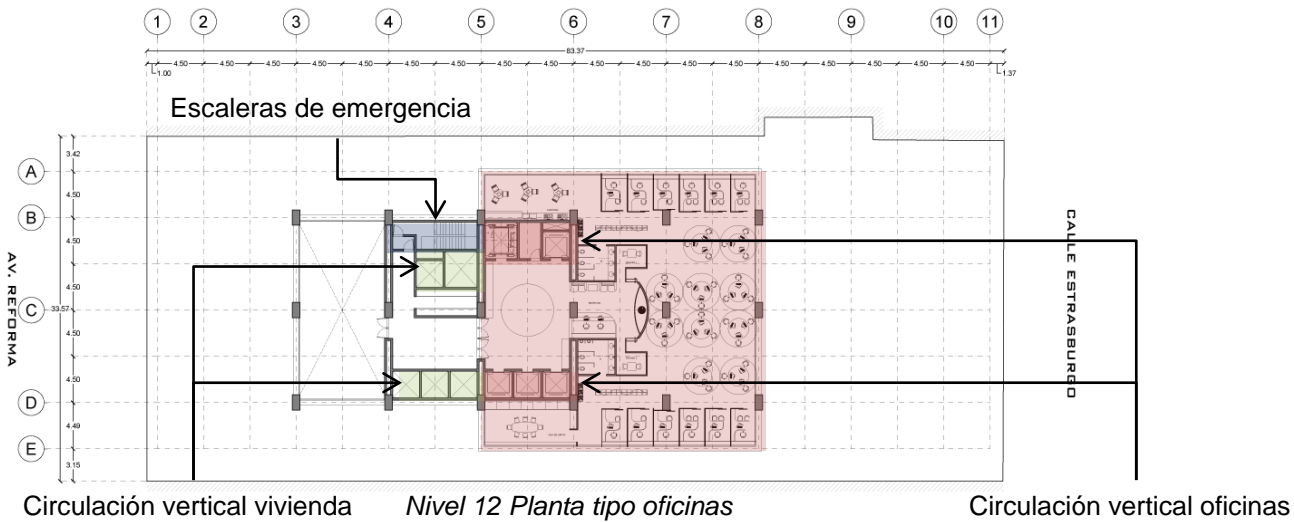 1 2 3 4 5 6 7 8 9 10 11
83.37
4.50 4.50 4.50 4.50 4.50 4.50 4.50 4.50 4.50 4.50 4.50 4.50 4.50 4.50 4.50 4.50 4.50 4.50
1.00 1.37
Escaleras de emergencia
3.42
A
4.50
B
4.50
4.50
C
33.57
4.50
4.50
D
4.49
E
3.15
AV. REFORMA
CALLE ESTRASBURGO
Circulación vertical vivienda
Nivel 12 Planta tipo oficinas
Circulación vertical oficinas